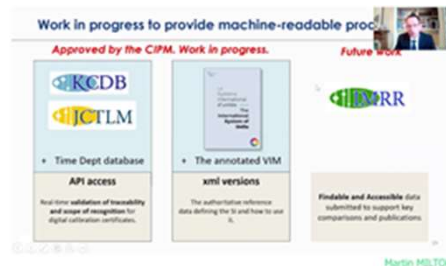 Work in progress to provide machine-readable
Approved by the CIPM. Work in progress.
Future work
KCDB
JCTLM
+ Time Dept database
API access
Real-time validation of traceability
and scope of recognition for
digital calibration certificates.
The
International
System of
Units
+ The annotated VIM
xml versions
The authoritative reference
data defining the SI and how to use
it.
Findable and Accessible data
submitted to support key
comparisons and publications
Martin MILTO